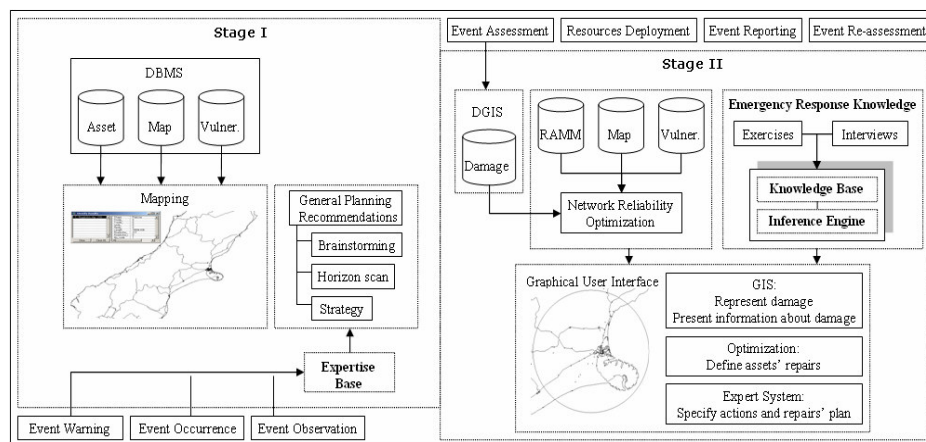 Stage I
DBMS
Asset
Map
Vulner.
Mapping
General Planning
Recommendations
Brainstorming
Horizon scan
Strategy
Expertise
Base
Event Warning
Event Occurrence
Event Observation
Event Assessment
Resources Deployment
Event Reporting
Event Re-assessment
Stage II
DGIS
Damage
RAMM
Map
Vulner.
Network Reliability
Optimization
Emergency Response Knowledge
Exercises
Interviews
Knowledge Base
Inference Engine
Graphical User Interface
GIS:
Represent damage
Present information about damage
Optimization:
Define assets' repairs
Expert System:
Specify actions and repairs' plan